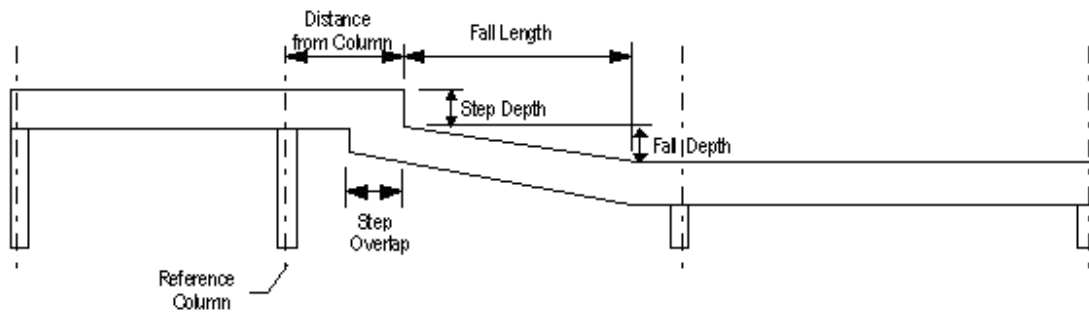 Distance
from Column
Fall Length
Step Depth
Fall Depth
Step
Overlap
Reference
Column